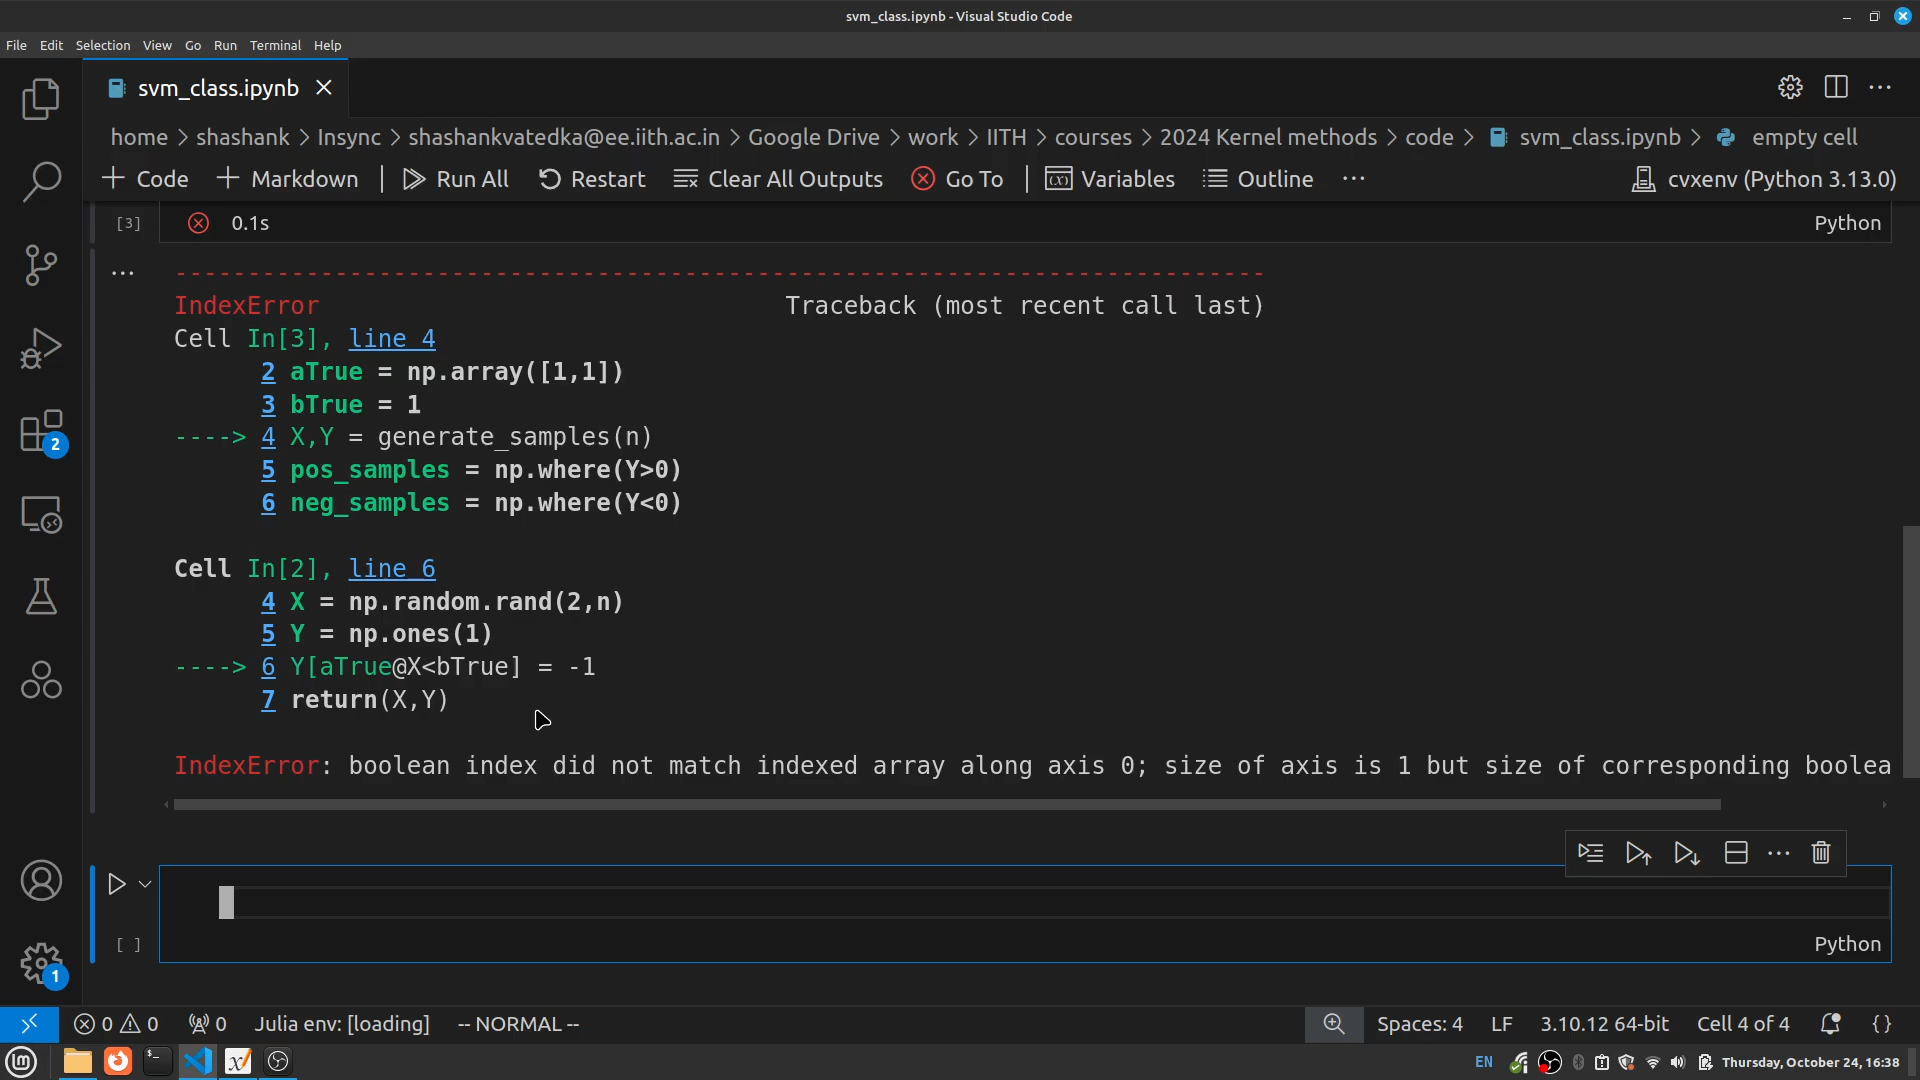 svm_class.ipynb - Visual Studio Code
File Edit Selection View Go Run Terminal Help
svm_class.ipynb
home > shashank > Insync > shashankvatedka@ee.iith.ac.in > Google Drive > work > IITH > courses > 2024 Kernel methods > code > svm_class.ipynb > empty cell
+ Code + Markdown | Run All Restart Clear All Outputs Go To | Variables Outline ... cvxenv (Python 3.13.0)
[3] 0.1s Python
---------------------------------------------------------------------------
IndexError Traceback (most recent call last)
Cell In[3], line 4
2 aTrue = np.array([1,1])
3 bTrue = 1
----> 4 X,Y = generate_samples(n)
5 pos_samples = np.where(Y>0)
6 neg_samples = np.where(Y<0)
Cell In[2], line 6
4 X = np.random.rand(2,n)
5 Y = np.ones(1)
----> 6 Y[aTrue@X<bTrue] = -1
7 return(X,Y)
IndexError: boolean index did not match indexed array along axis 0; size of axis is 1 but size of corresponding boolea
2
[ ] Python
1
0 0 0 Julia env: [loading] -- NORMAL -- Spaces: 4 LF 3.10.12 64-bit Cell 4 of 4 {}
EN Thursday, October 24, 16:38